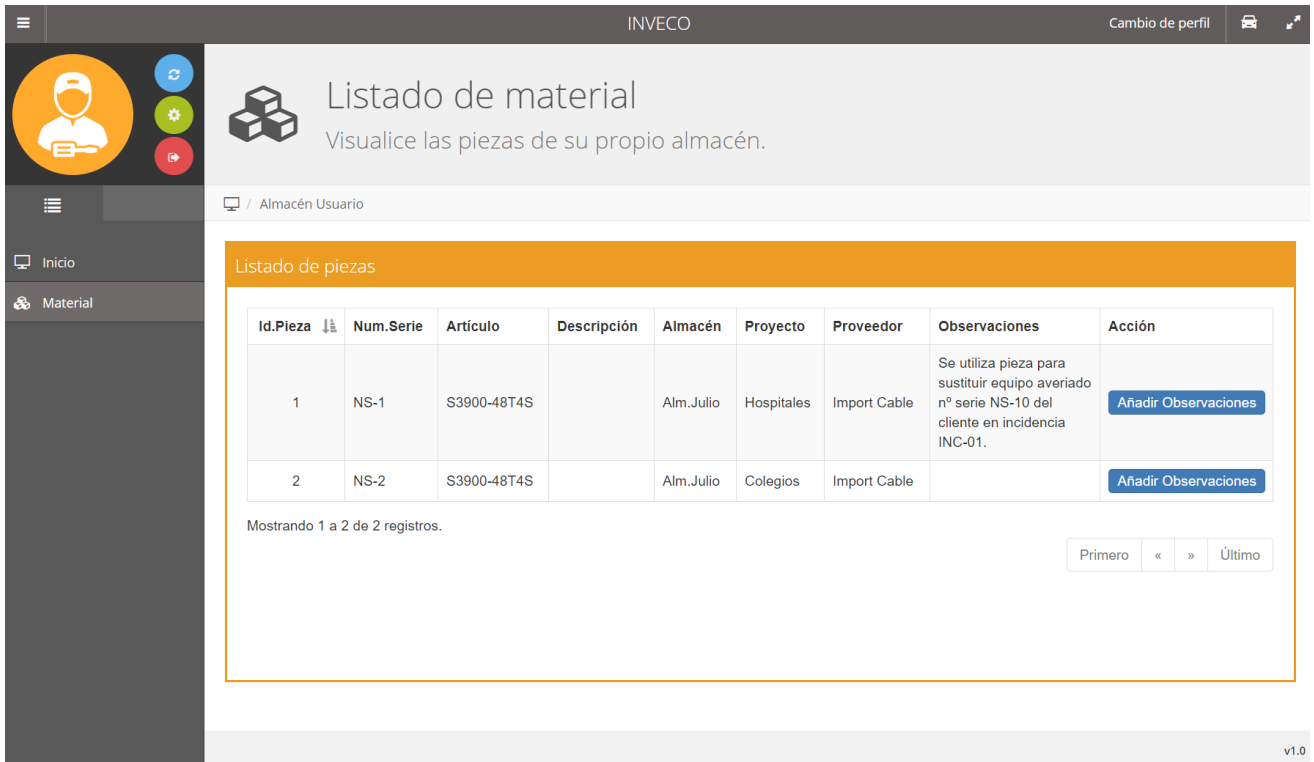 INVECO
Cambio de perfil
Listado de material
Visualice las piezas de su propio almacén.
/ Almacén Usuario
Inicio
Material
Listado de piezas
Id.Pieza Num.Serie Artículo Descripción Almacén Proyecto Proveedor Observaciones Acción
1 NS-1 S3900-48T4S Alm.Julio Hospitales Import Cable
Se utiliza pieza para
sustituir equipo averiado
nº serie NS-10 del
cliente en incidencia
INC-01.
Añadir Observaciones
2 NS-2 S3900-48T4S Alm.Julio Colegios Import Cable Añadir Observaciones
Mostrando 1 a 2 de 2 registros.
Primero « » Último
v1.0